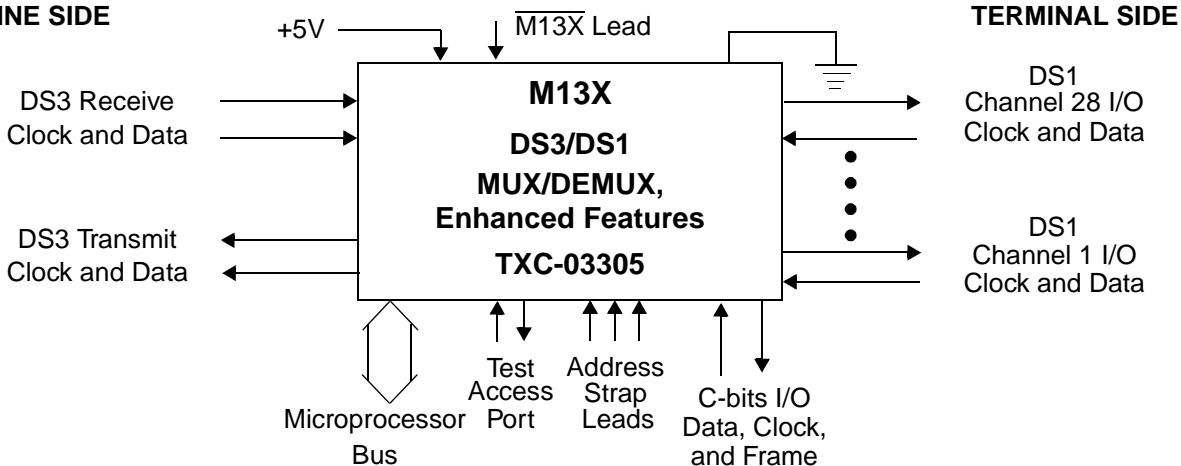 INE SIDE
TERMINAL SIDE
+5V
M13X Lead
DS3 Receive
Clock and Data
DS3 Transmit
Clock and Data
M13X
DS3/DS1
MUX/DEMUX,
Enhanced Features
TXC-03305
DS1
Channel 28 I/O
Clock and Data
DS1
Channel 1 I/O
Clock and Data
Microprocessor
Bus
Test
Access
Port
Address
Strap
Leads
C-bits I/O
Data, Clock,
and Frame